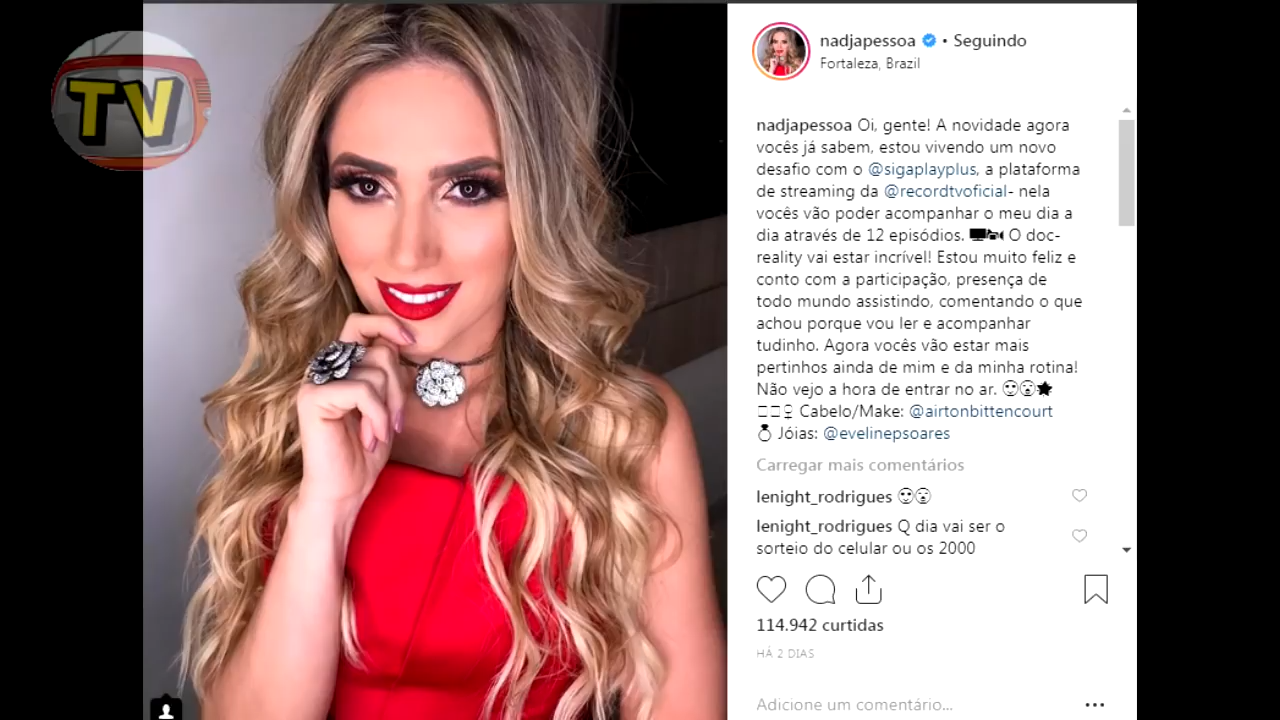 TV
nadjapessoa • Seguindo
Fortaleza, Brazil
nadjapessoa Oi, gente! A novidade agora
vocês já sabem, estou vivendo um novo
desafio com o @sigaplayplus, a plataforma
de streaming da @recordtvoficial- nela
vocês vão poder acompanhar o meu dia a
dia através de 12 episódios. O doc-
reality vai estar incrível! Estou muito feliz e
conto com a participação, presença de
todo mundo assistindo, comentando o que
achou porque vou ler e acompanhar
tudinho. Agora vocês vão estar mais
pertinhos ainda de mim e da minha rotina!
Não vejo a hora de entrar no ar.
Cabelo/Make: @airtonbittencourt
Jóias: @evelinepsoares
Carregar mais comentários
lenight_rodrigues
lenight_rodrigues Q dia vai ser o
sorteio do celular ou os 2000
114.942 curtidas
HÁ 2 DIAS
Adicione um comentário...